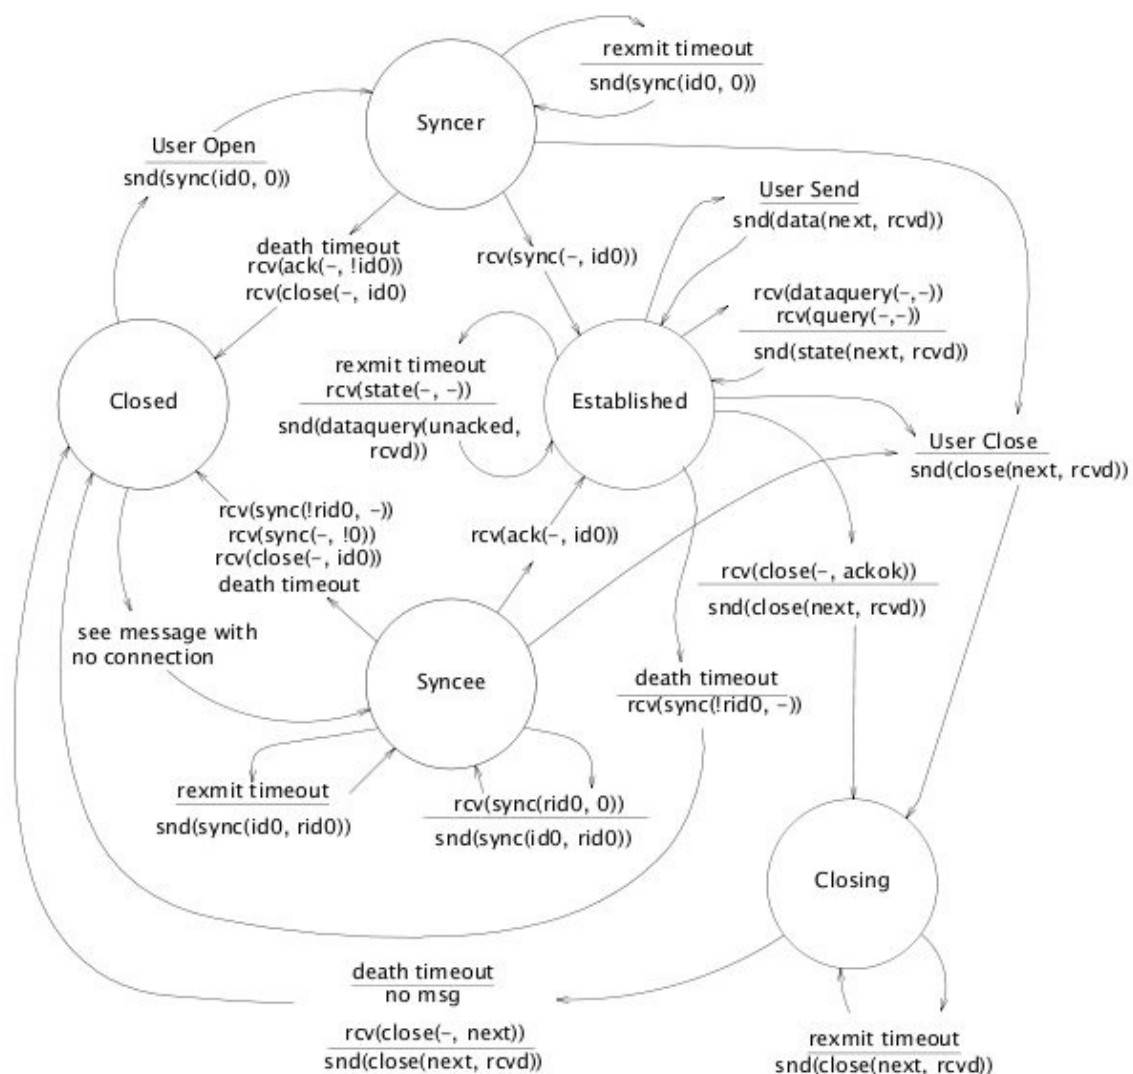 rexmit timeout
snd(sync(id0, 0))
Syncer
User Open
snd(sync(id0, 0))
User Send
snd(data(next, rcvd))
death timeout
rcv(ack(-, !id0))
rcv(close(-, id0)
rcv(sync(-, id0))
rcv(dataquery(-,-))
rcv(query(-,-))
snd(state(next, rcvd))
rexmit timeout
rcv(state(-, -))
snd(dataquery(unacked,
rcvd))
Closed
Established
User Close
snd(close(next, rcvd))
rcv(sync(!rid0, -))
rcv(sync(-, !0))
rcv(close(-, id0))
death timeout
rcv(ack(-, id0))
rcv(close(-, ackok))
snd(close(next, rcvd))
see message with
no connection
Syncee
death timeout
rcv(sync(!rid0, -))
rexmit timeout
snd(sync(id0, rid0))
rcv(sync(rid0, 0))
snd(sync(id0, rid0))
Closing
death timeout
no msg
rcv(close(-, next))
snd(close(next, rcvd))
rexmit timeout
snd(close(next, rcvd))